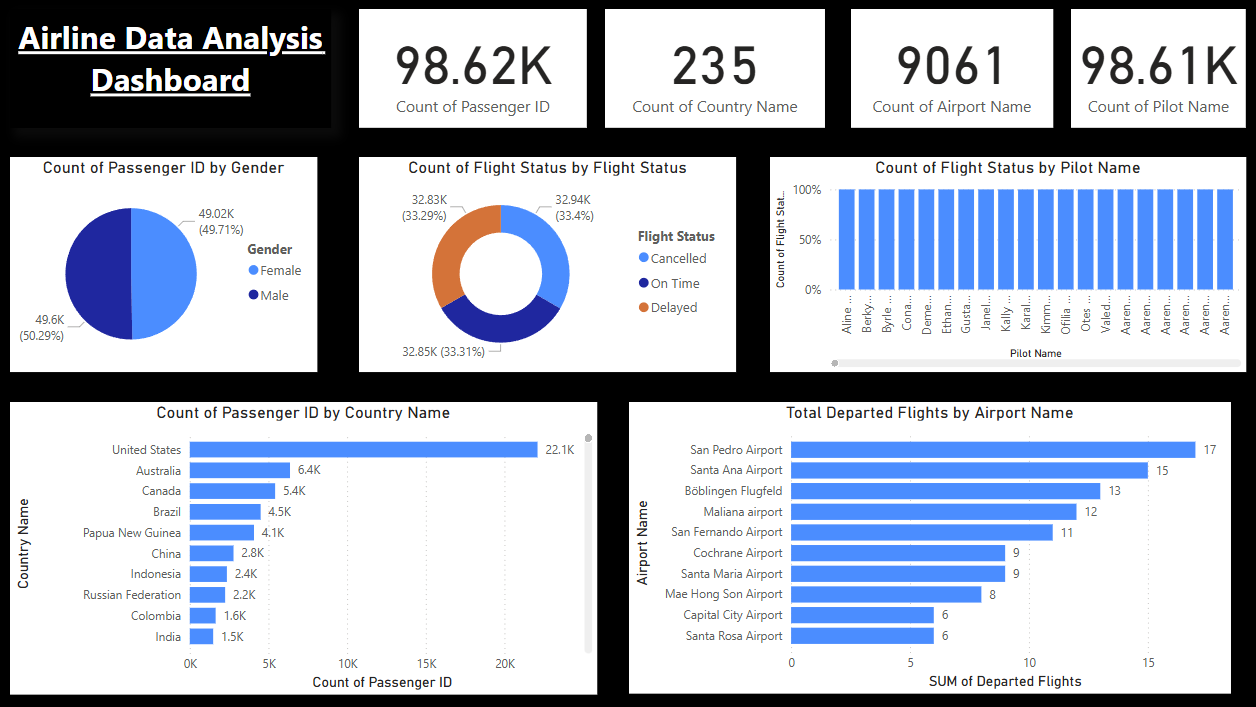 Airline Data Analysis
Dashboard
98.62K
Count of Passenger ID
235
Count of Country Name
9061
Count of Airport Name
98.61K
Count of Pilot Name
Count of Passenger ID by Gender
49.02K
(49.71%)
49.6K
(50.29%)
Gender
Female
Male
Count of Flight Status by Flight Status
32.83K
(33.29%)
32.94K
(33.4%)
32.85K (33.31%)
Flight Status
Cancelled
On Time
Delayed
Count of Flight Status by Pilot Name
Count of Flight Stat...
100%
50%
0%
Aline ...
Berky...
Byrle ...
Cona...
Deme...
Ethan...
Gusta...
Janel...
Kally ...
Karal...
Kimm...
Ofilia ...
Otes ...
Valed...
Aaren...
Aaren...
Aaren...
Aaren...
Aaren...
Aaren...
Pilot Name
Count of Passenger ID by Country Name
Country Name
United States 22.1K
Australia 6.4K
Canada 5.4K
Brazil 4.5K
Papua New Guinea 4.1K
China 2.8K
Indonesia 2.4K
Russian Federation 2.2K
Colombia 1.6K
India 1.5K
0K 5K 10K 15K 20K
Count of Passenger ID
Total Departed Flights by Airport Name
Airport Name
San Pedro Airport 17
Santa Ana Airport 15
Böblingen Flugfeld 13
Maliana airport 12
San Fernando Airport 11
Cochrane Airport 9
Santa Maria Airport 9
Mae Hong Son Airport 8
Capital City Airport 6
Santa Rosa Airport 6
0 5 10 15
SUM of Departed Flights